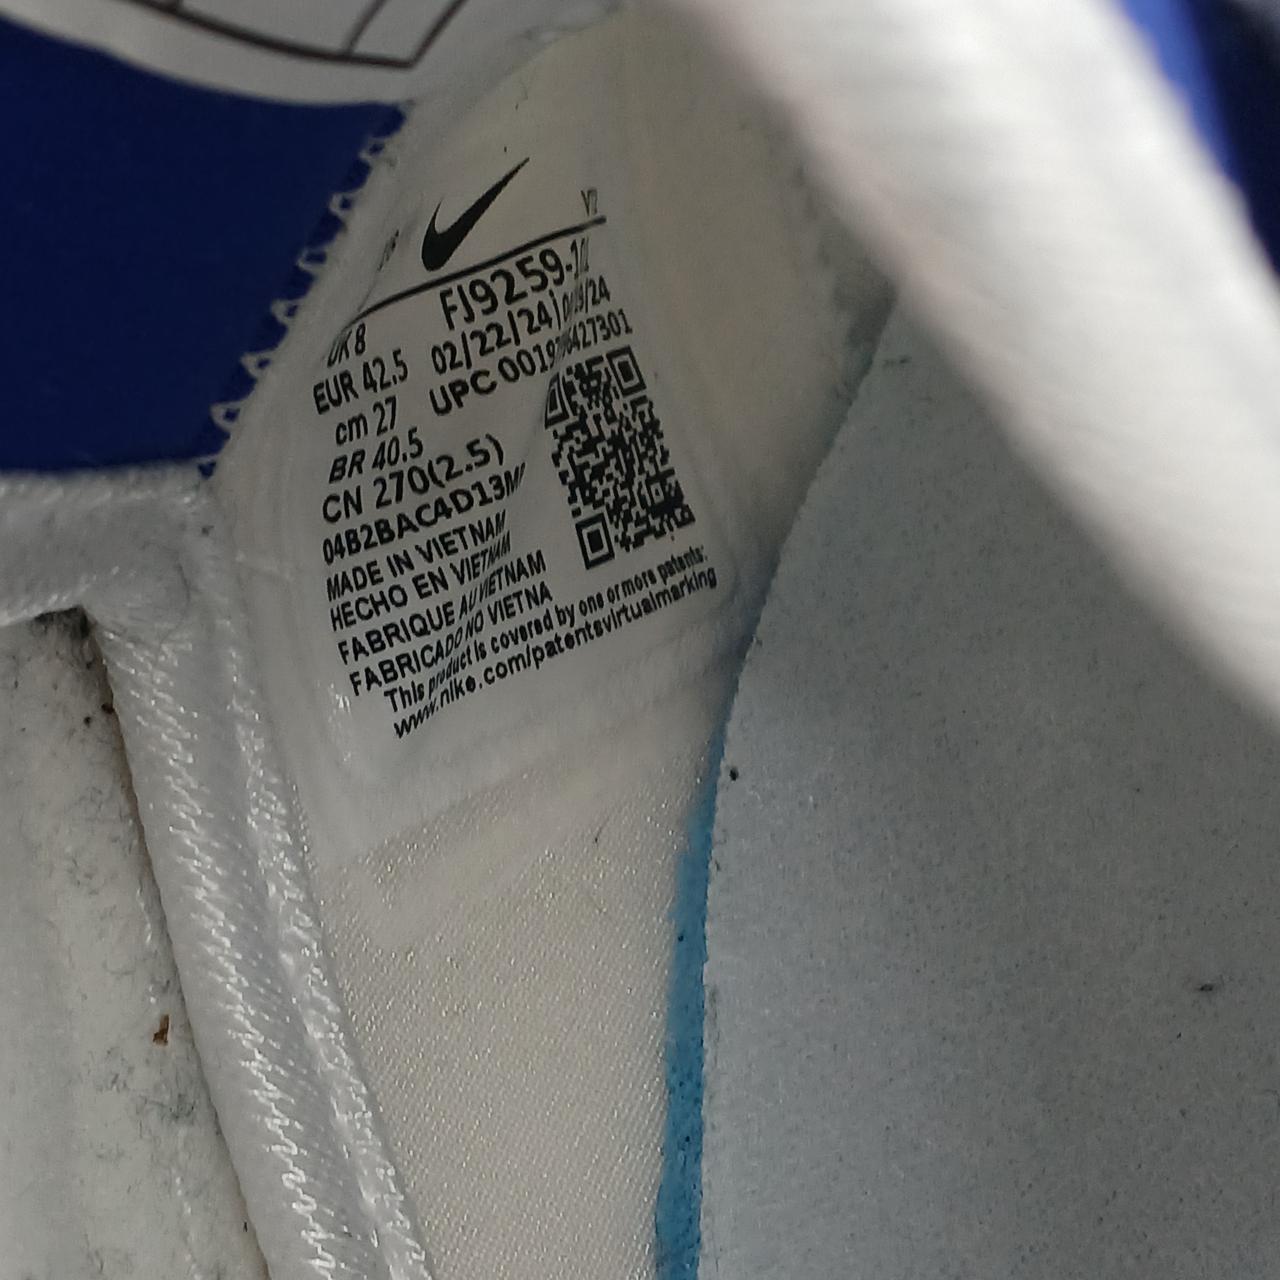 UK 8
FJ9259-
EUR 42.5
02/22/24
cm 27
UPC
BR 40.5
CN 270(2.5)
04B2BAC4D13M
MADE IN VIETNAM
HECHO EN VIETNAM
FABRIQUE AU VIETNAM
FABRICADO NO VIETNA
This product is covered by one or more patents:
www.nike.com/patentsvirtualmarking